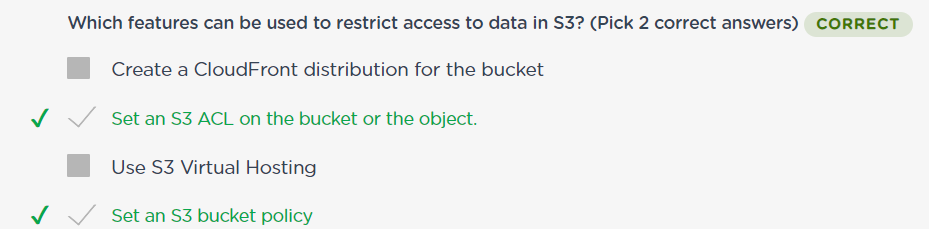 Which features can be used to restrict access to data in S3? (Pick 2 correct answers) CORRECT
Create a CloudFront distribution for the bucket
Set an S3 ACL on the bucket or the object.
Use S3 Virtual Hosting
Set an S3 bucket policy